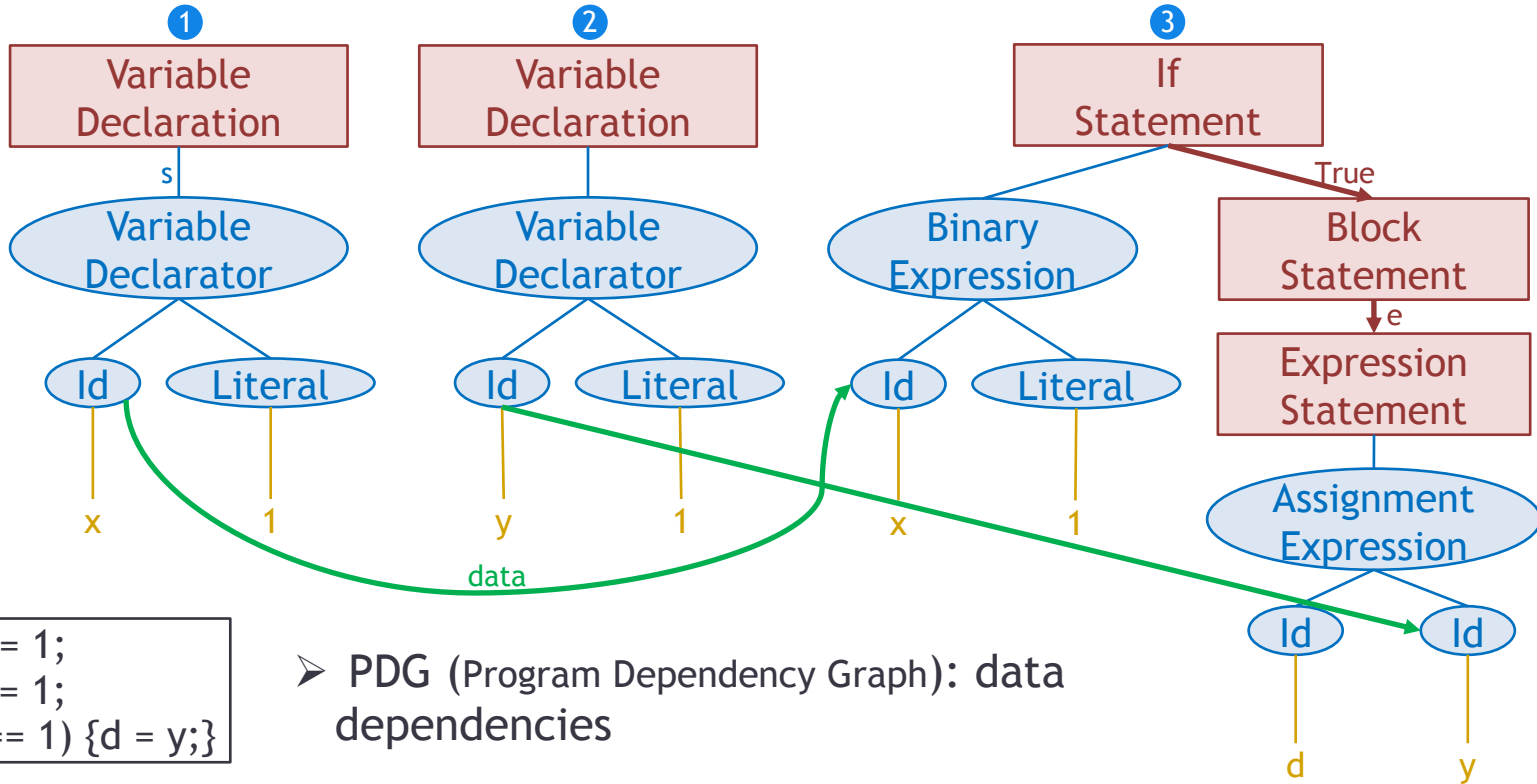 1
2
3
Variable
Declaration
Variable
Declaration
If
Statement
s
True
Variable
Declarator
Variable
Declarator
Binary
Expression
Block
Statement
e
Id
Literal
Id
Literal
Id
Literal
Expression
Statement
x
1
y
1
x
1
Assignment
Expression
data
Id
Id
d
y
= 1;
= 1;
= 1) {d = y;}
➢ PDG (Program Dependency Graph): data
dependencies